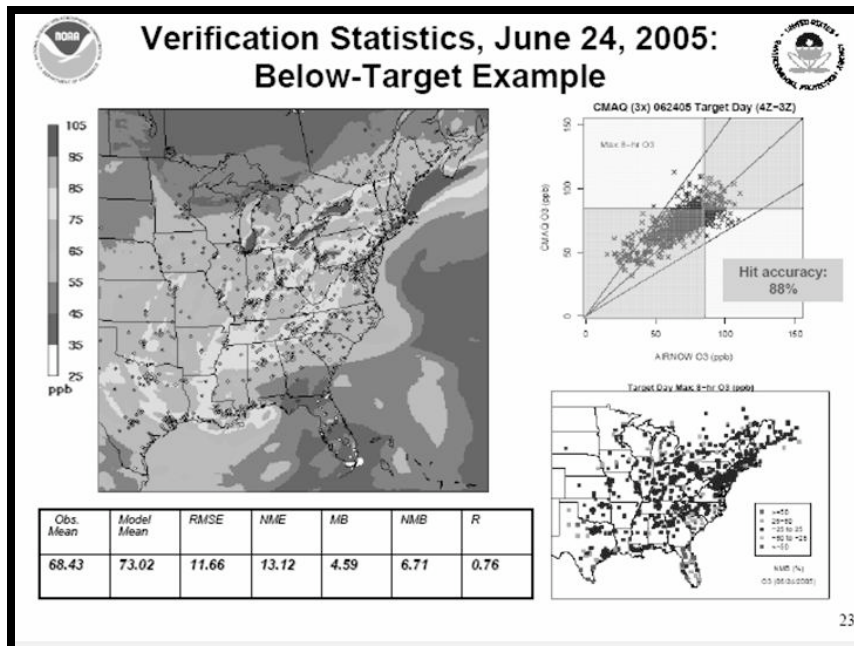 NOAA
Verification Statistics, June 24, 2005:
Below-Target Example
105
95
85
75
65
55
45
35
25
ppb
CMAQ (3x) 062405 Target Day (4Z-3Z)
Max 8-hr O3
CMAQ O3 (ppb)
150
100
50
0
Hit accuracy:
88%
0 50 100 150
AIRNOW O3 (ppb)
Target Day Max 8-hr O3 (ppb)
NMB (%)
Obs. Mean Model Mean RMSE NME MB NMB R
68.43 73.02 11.66 13.12 4.59 6.71 0.76
23